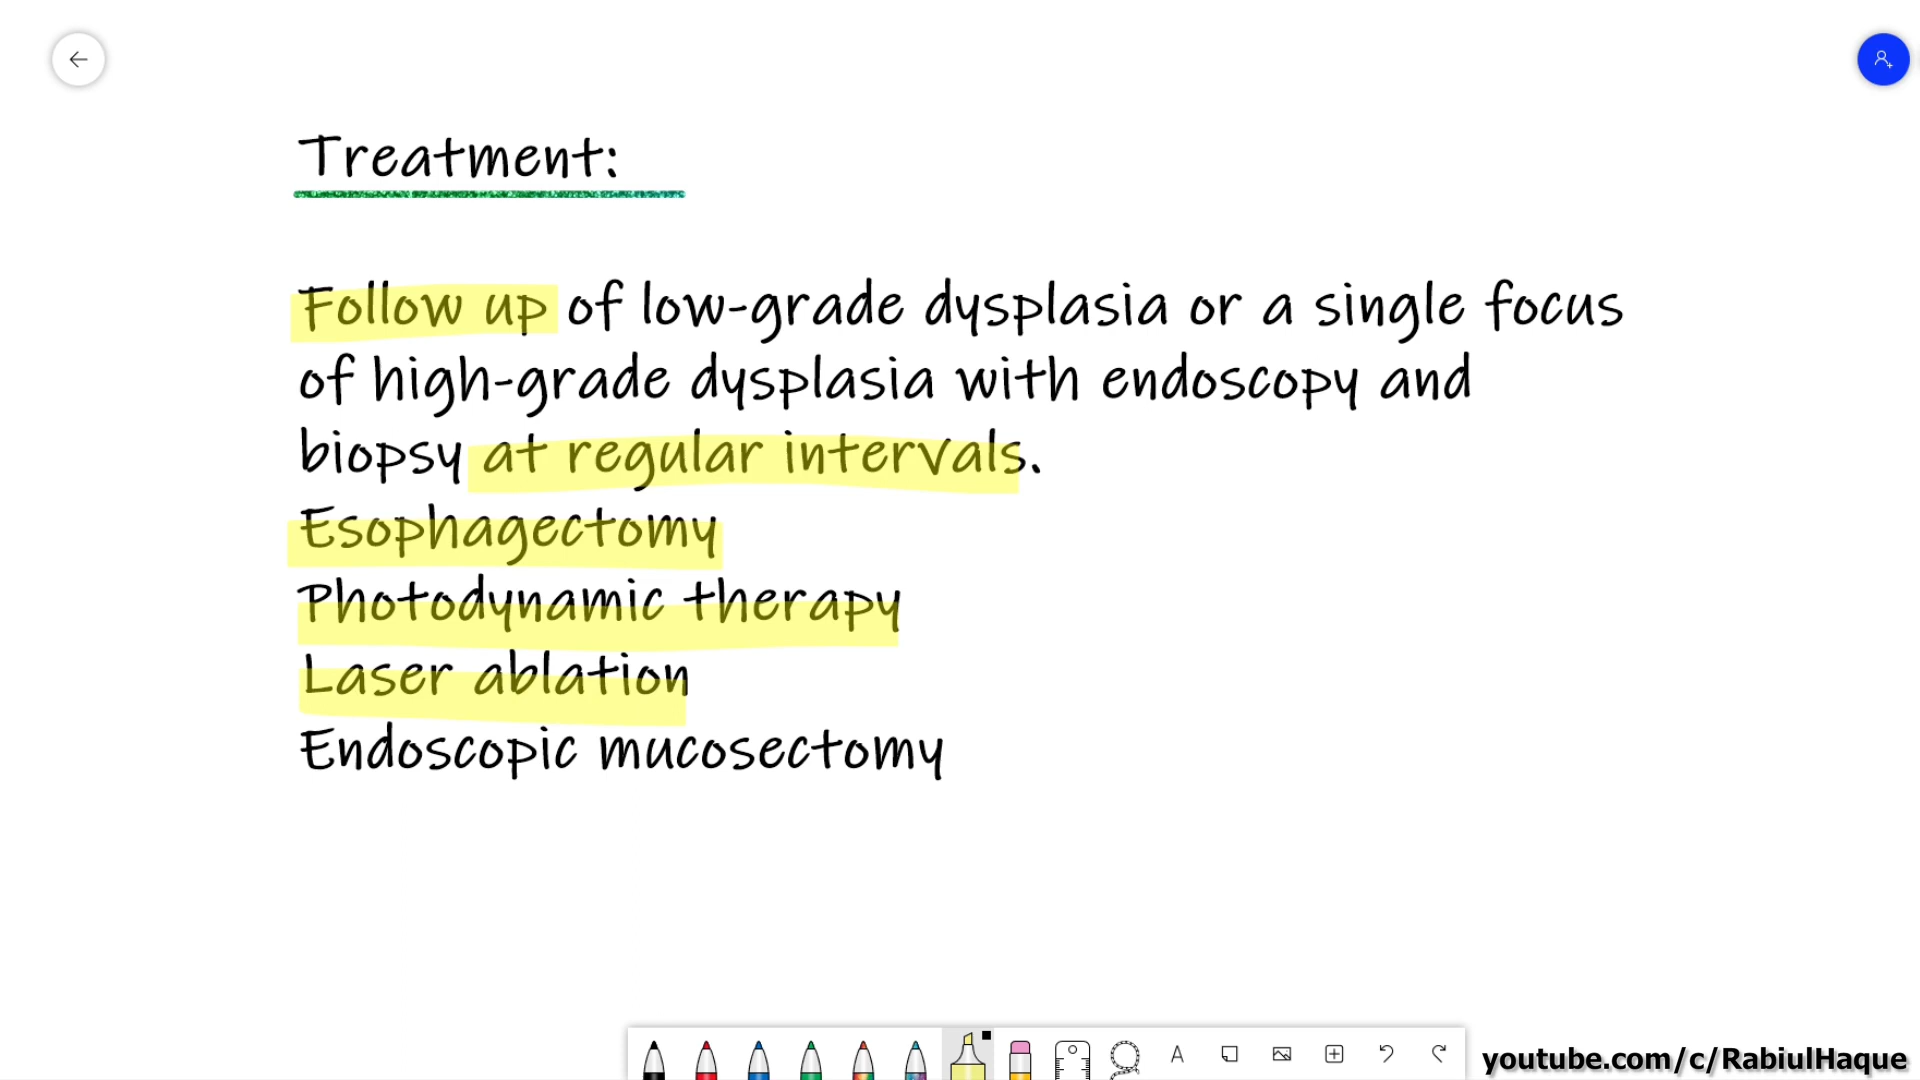 Treatment:
Follow up of low-grade dysplasia or a single focus
of high-grade dysplasia with endoscopy and
biopsy at regular intervals.
Esophagectomy
Photodynamic therapy
Laser ablation
Endoscopic mucosectomy
A
youtube.com/c/RabiulHaque